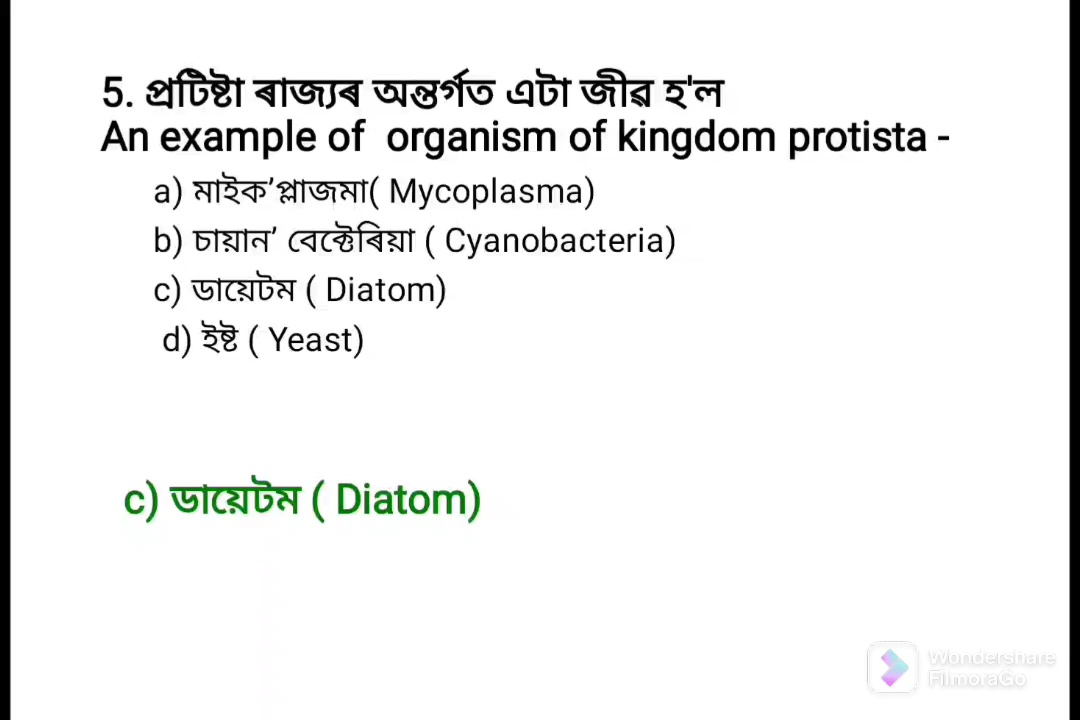 5. প্ৰটিষ্টা ৰাজ্যৰ অন্তৰ্গত এটা জীৱ হ'ল
An example of organism of kingdom protista -
a) মাইক’প্লাজমা( Mycoplasma)
b) চায়ান’ বেক্টেৰিয়া ( Cyanobacteria)
c) ডায়েটম ( Diatom)
d) ইষ্ট ( Yeast)
c) ডায়েটম ( Diatom)
Wondershare
FilmoraGo